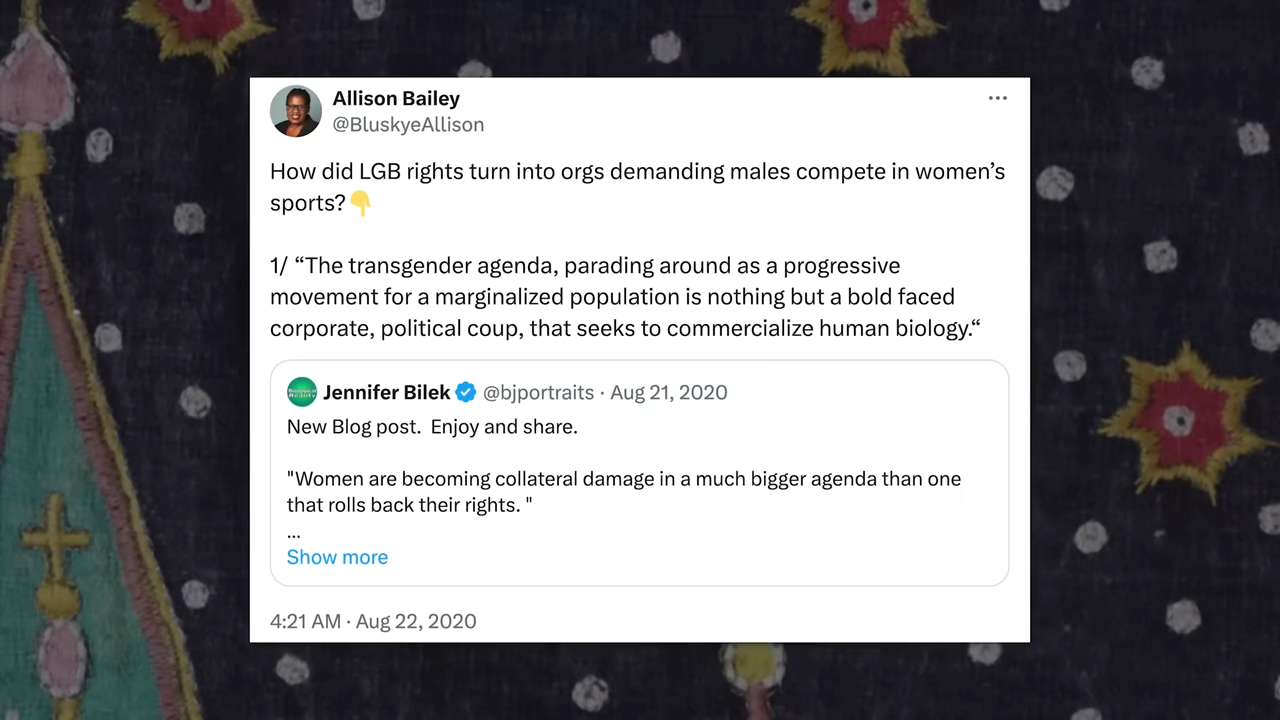 Allison Bailey
@BluskyeAllison
How did LGB rights turn into orgs demanding males compete in women’s
sports?👇
1/ “The transgender agenda, parading around as a progressive
movement for a marginalized population is nothing but a bold faced
corporate, political coup, that seeks to commercialize human biology.“
Jennifer Bilek @bjportraits · Aug 21, 2020
New Blog post.  Enjoy and share.
"Women are becoming collateral damage in a much bigger agenda than one
that rolls back their rights. "
...
Show more
4:21 AM · Aug 22, 2020